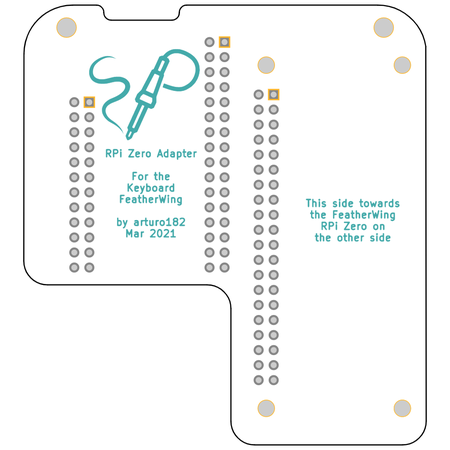 RPi Zero Adapter
For the
Keyboard
FeatherWing
by arturo182
Mar 2021
This side towards
the FeatherWing
RPi Zero on
the other side